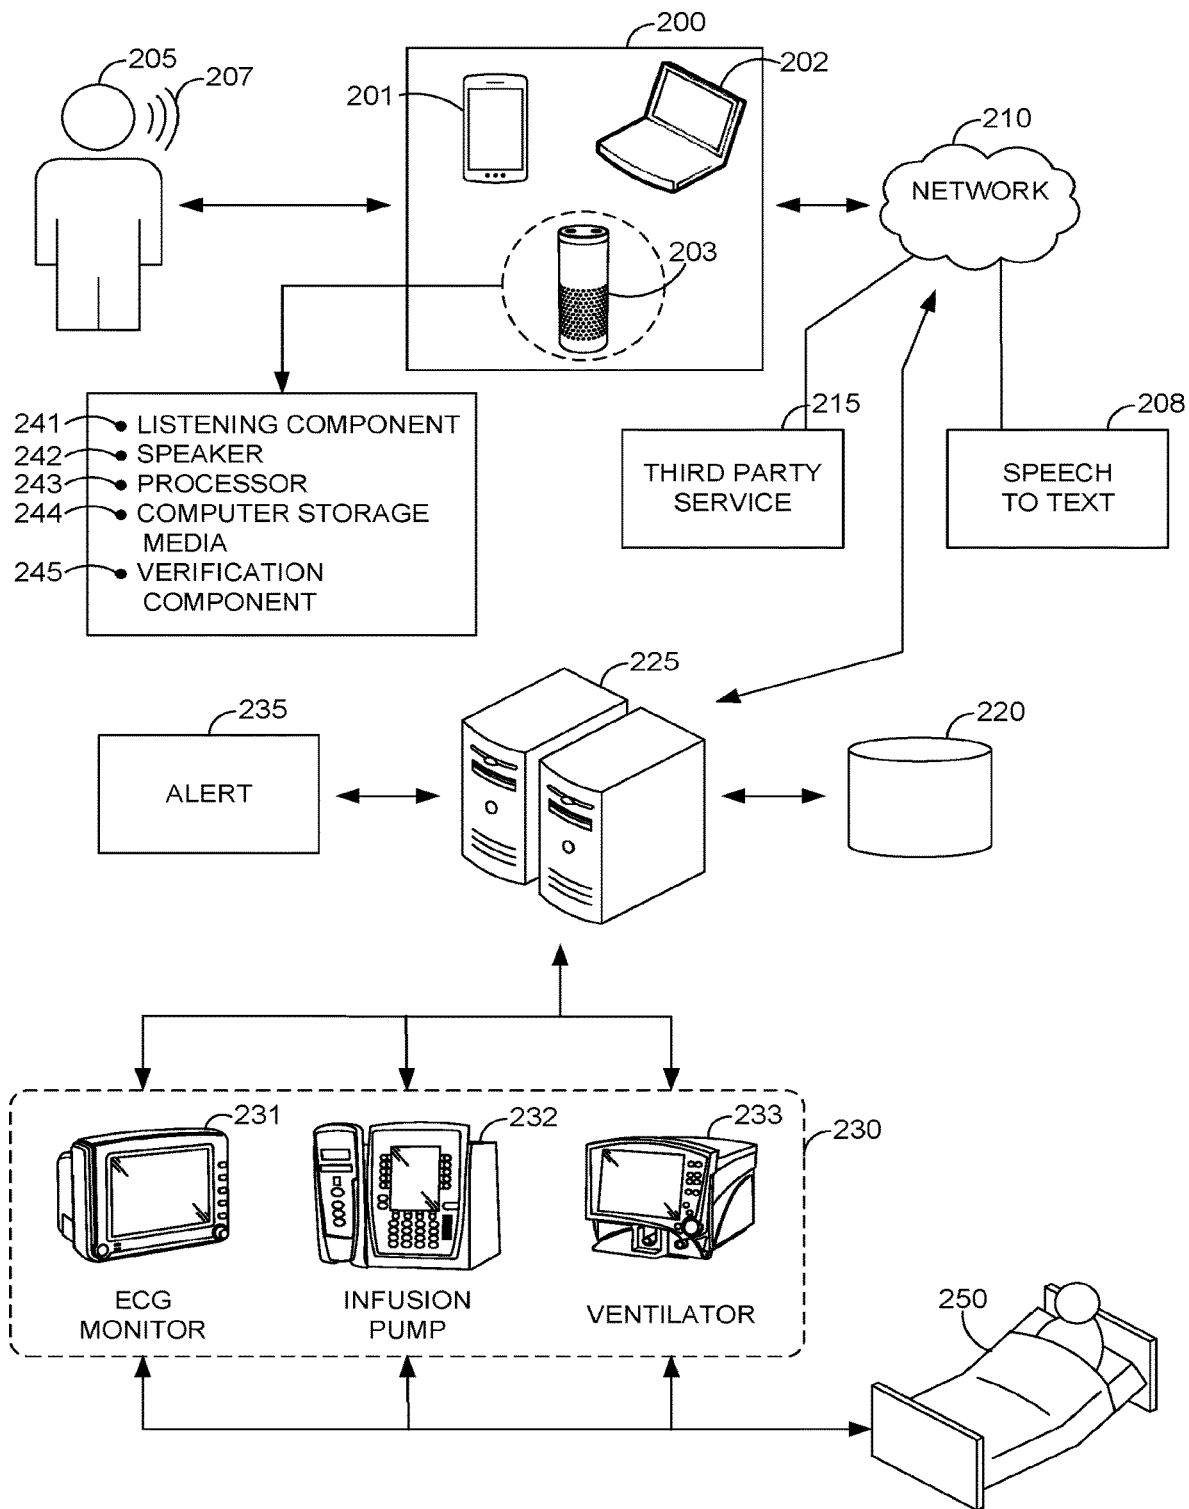 200
205
207
201
202
210
NETWORK
203
241
LISTENING COMPONENT
242
SPEAKER
243
PROCESSOR
244
COMPUTER STORAGE
MEDIA
245
VERIFICATION
COMPONENT
215
THIRD PARTY
SERVICE
208
SPEECH
TO TEXT
225
235
ALERT
220
231
232
233
230
ECG
MONITOR
INFUSION
PUMP
VENTILATOR
250